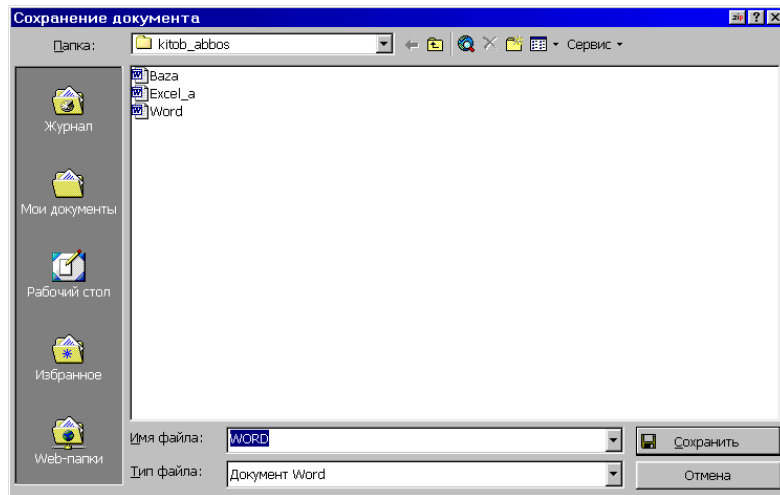 Сохранение документа
Папка:
kitob_abbos
Сервис
Baza
Excel_a
Word
Журнал
Мои документы
Рабочий стол
Избранное
Web-папки
Имя файла:
WORD
Сохранить
Тип файла:
Документ Word
Отмена